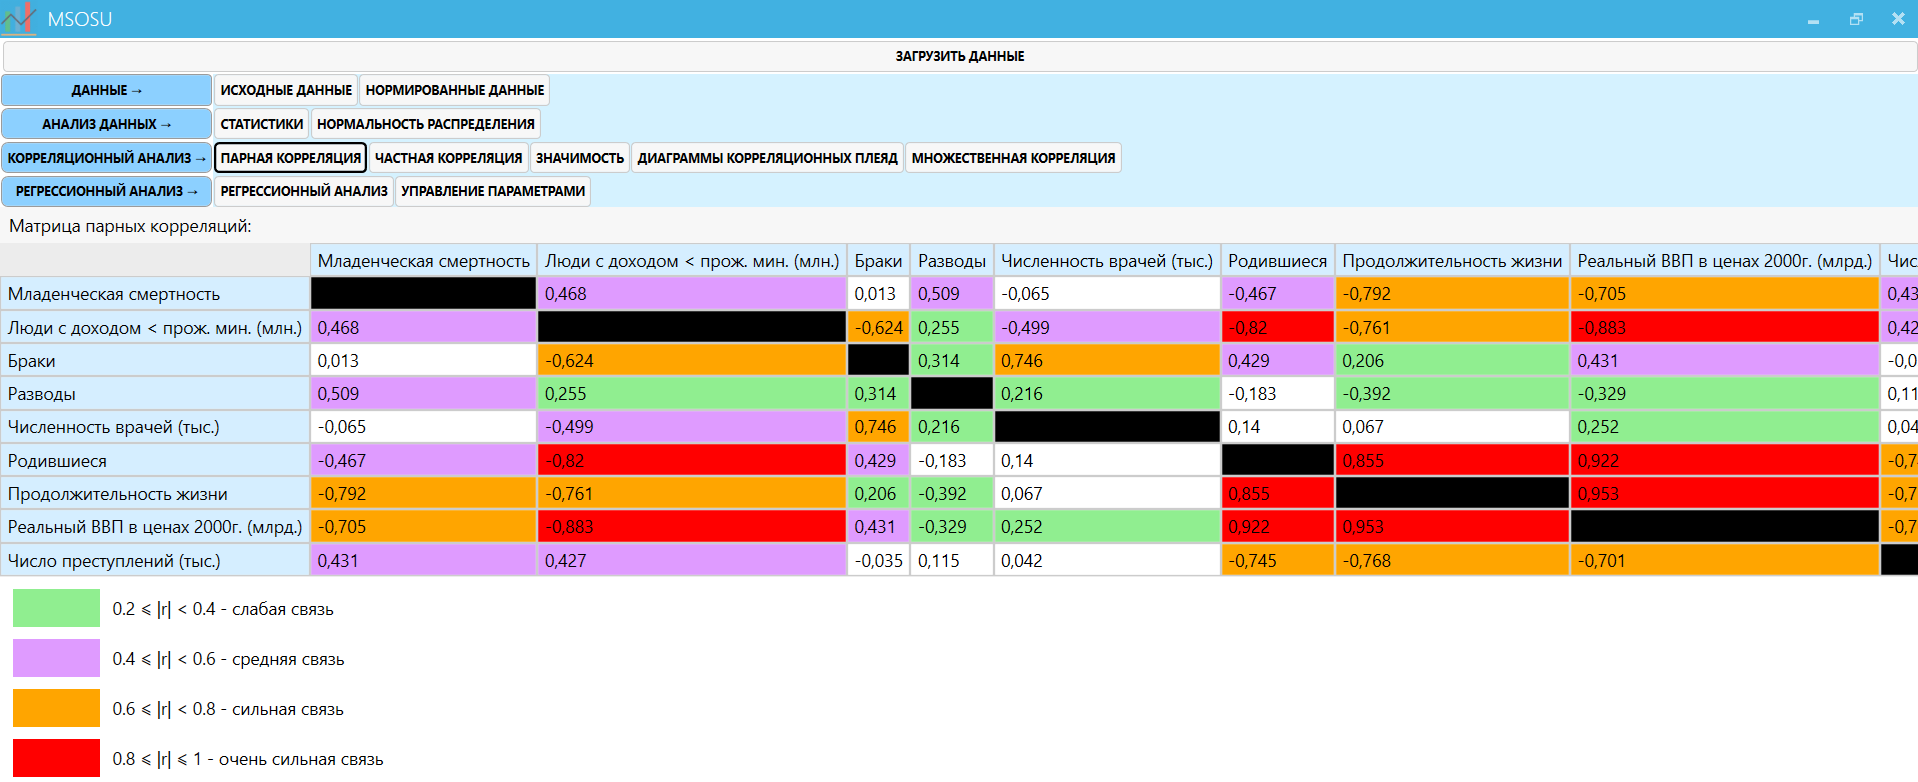 MSOSU
ЗАГРУЗИТЬ ДАННЫЕ
ДАННЫЕ → ИСХОДНЫЕ ДАННЫЕ НОРМИРОВАННЫЕ ДАННЫЕ
АНАЛИЗ ДАННЫХ → СТАТИСТИКИ НОРМАЛЬНОСТЬ РАСПРЕДЕЛЕНИЯ
КОРРЕЛЯЦИОННЫЙ АНАЛИЗ → ПАРНАЯ КОРРЕЛЯЦИЯ ЧАСТНАЯ КОРРЕЛЯЦИЯ ЗНАЧИМОСТЬ ДИАГРАММЫ КОРРЕЛЯЦИОННЫХ ПЛЕЯД МНОЖЕСТВЕННАЯ КОРРЕЛЯЦИЯ
РЕГРЕССИОННЫЙ АНАЛИЗ → РЕГРЕССИОННЫЙ АНАЛИЗ УПРАВЛЕНИЕ ПАРАМЕТРАМИ
Матрица парных корреляций:
Младенческая смертность Люди с доходом < прож. мин. (млн.) Браки Разводы Численность врачей (тыс.) Родившиеся Продолжительность жизни Реальный ВВП в ценах 2000г. (млрд.) Чис
Младенческая смертность 0,468 0,013 0,509 -0,065 -0,467 -0,792 -0,705 0,43
Люди с доходом < прож. мин. (млн.) 0,468 -0,624 0,255 -0,499 -0,82 -0,761 -0,883 0,42
Браки 0,013 -0,624 0,314 0,746 0,429 0,206 0,431 -0,0
Разводы 0,509 0,255 0,314 0,216 -0,183 -0,392 -0,329 0,11
Численность врачей (тыс.) -0,065 -0,499 0,746 0,216 0,14 0,067 0,252 0,04
Родившиеся -0,467 -0,82 0,429 -0,183 0,14 0,855 0,922 -0,7
Продолжительность жизни -0,792 -0,761 0,206 -0,392 0,067 0,855 0,953 -0,7
Реальный ВВП в ценах 2000г. (млрд.) -0,705 -0,883 0,431 -0,329 0,252 0,922 0,953 -0,7
Число преступлений (тыс.) 0,431 0,427 -0,035 0,115 0,042 -0,745 -0,768 -0,701
0.2 ⩽ |r| < 0.4 - слабая связь
0.4 ⩽ |r| < 0.6 - средняя связь
0.6 ⩽ |r| < 0.8 - сильная связь
0.8 ⩽ |r| ⩽ 1 - очень сильная связь